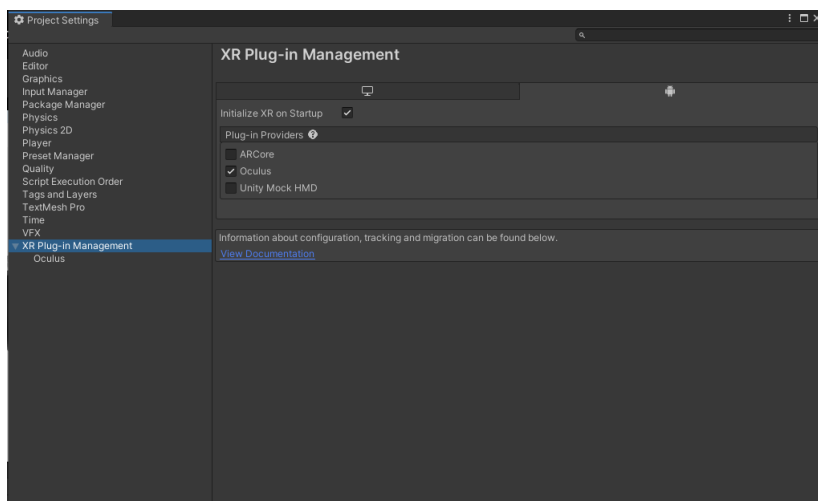 Project Settings
XR Plug-in Management
Audio
Editor
Graphics
Input Manager
Package Manager
Physics
Physics 2D
Player
Preset Manager
Quality
Script Execution Order
Tags and Layers
TextMesh Pro
Time
VFX
XR Plug-in Management
Oculus
Initialize XR on Startup
Plug-in Providers
ARCore
Oculus
Unity Mock HMD
Information about configuration, tracking and migration can be found below.
View Documentation